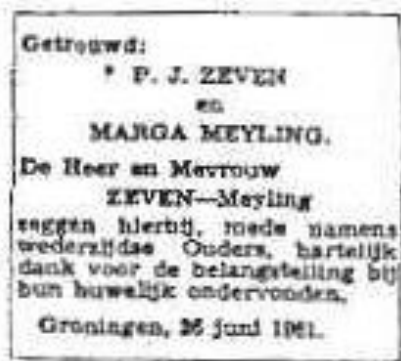 Getrouwd:
* P. J. ZEVEN
en
MARGA MEYLING.
De Heer en Mevrouw
ZEVEN—Meyling
zeggen hierbij, mede namens
wederzijdse Ouders, hartelijk
dank voor de belangstelling bij
hun huwelijk ondervonden.
Groningen, 26 juni 1961.